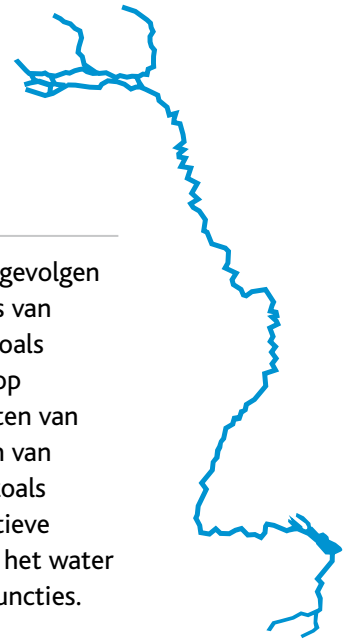 gevolgen
van
oals
op
ten van
van
oals
tieve
het water
uncties.